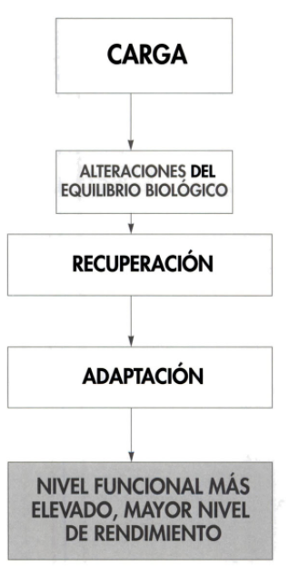 CARGA
ALTERACIONES DEL
EQUILIBRIO BIOLÓGICO
RECUPERACIÓN
ADAPTACIÓN
NIVEL FUNCIONAL MÁS
ELEVADO, MAYOR NIVEL
DE RENDIMIENTO